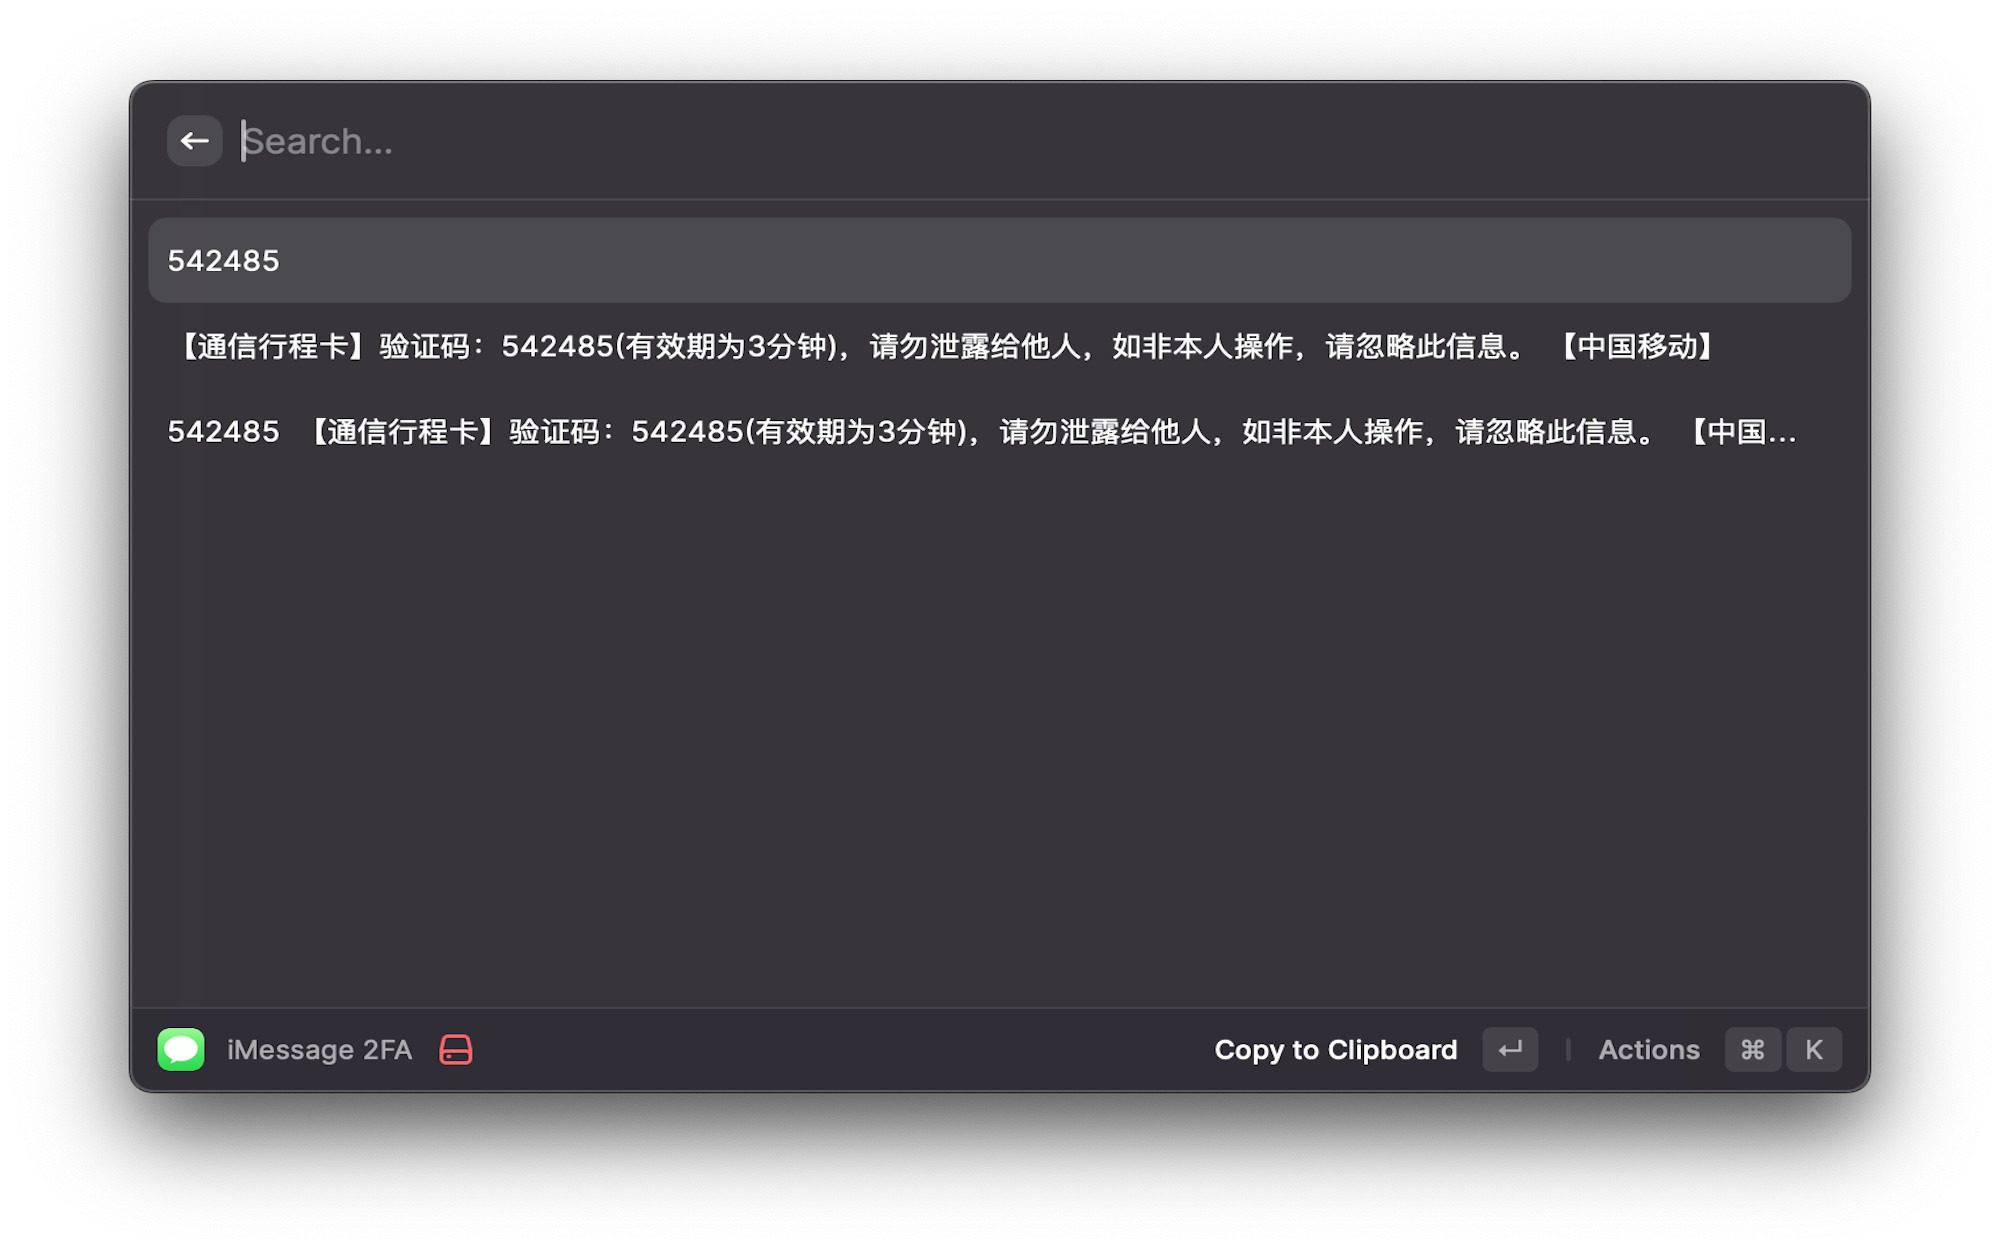 Search...
542485
【通信行程卡】验证码：542485(有效期为3分钟)，请勿泄露给他人，如非本人操作，请忽略此信息。 【中国移动】
542485 【通信行程卡】验证码：542485(有效期为3分钟)，请勿泄露给他人，如非本人操作，请忽略此信息。 【中国...
iMessage 2FA Copy to Clipboard ↵ | Actions ⌘ K